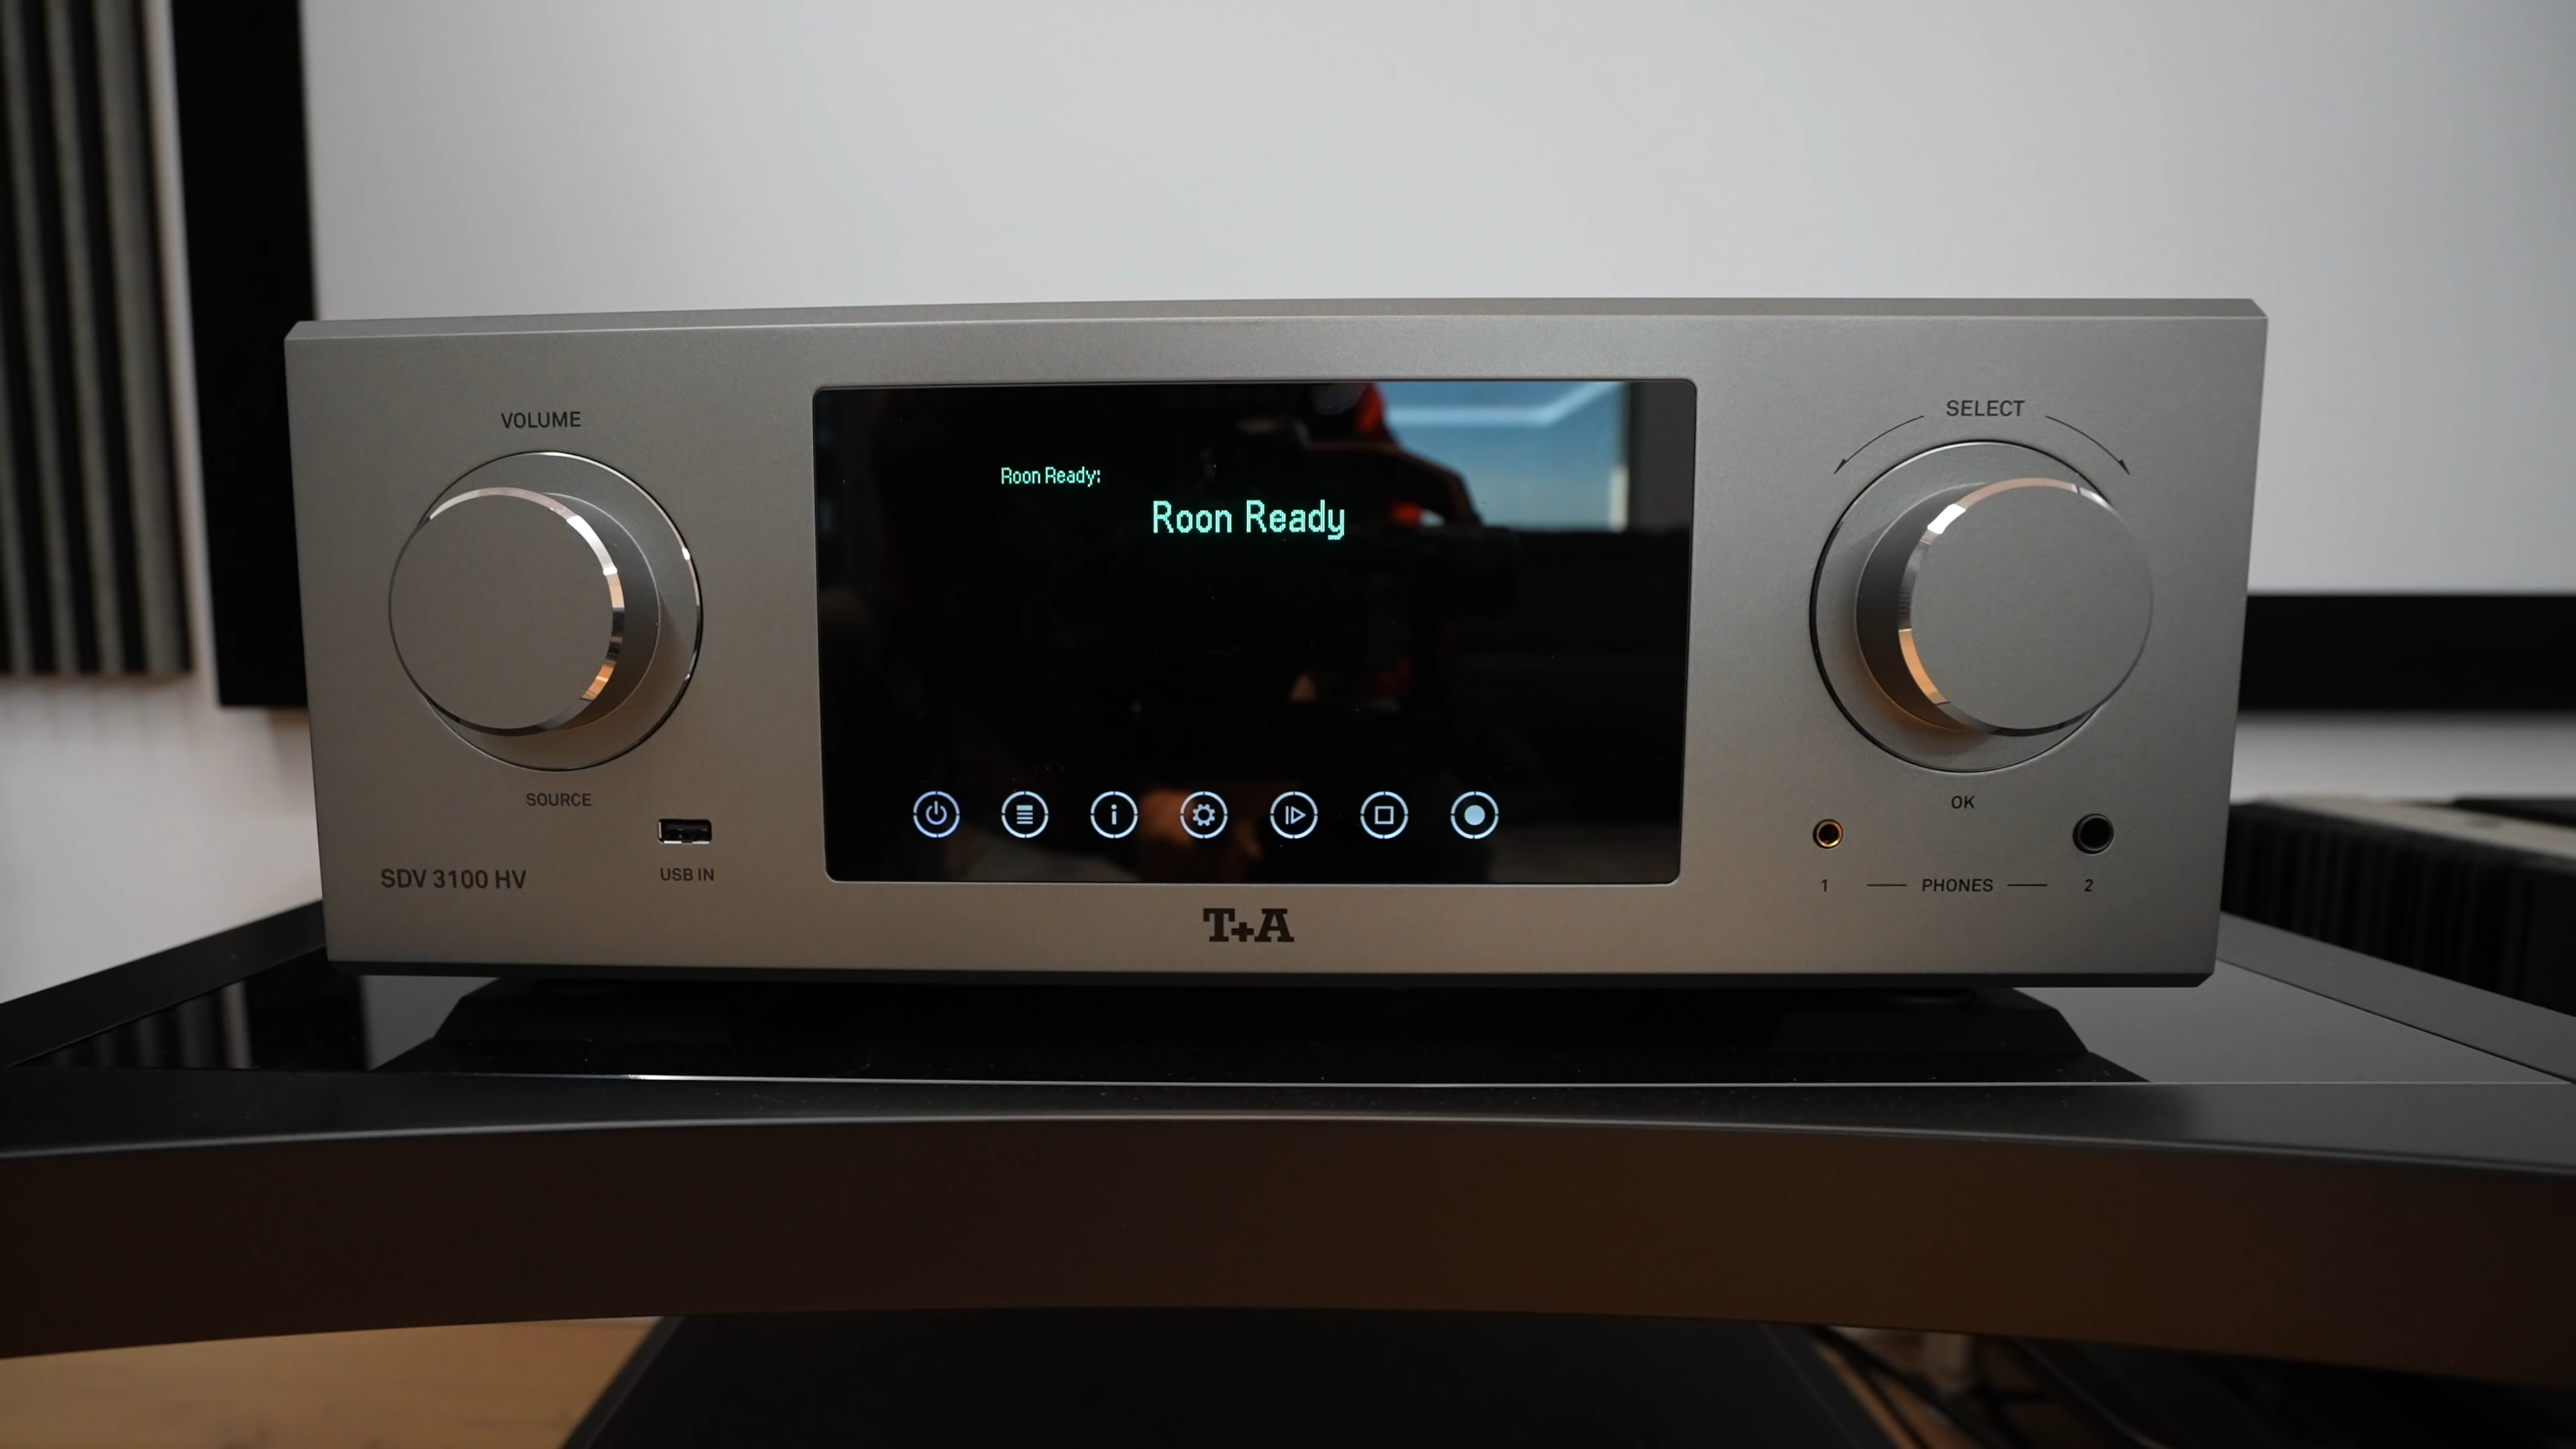 VOLUME
SELECT
Roon Ready:
Roon Ready
SOURCE
OK
SDV 3100 HV
USB IN
1 PHONES 2
T+A